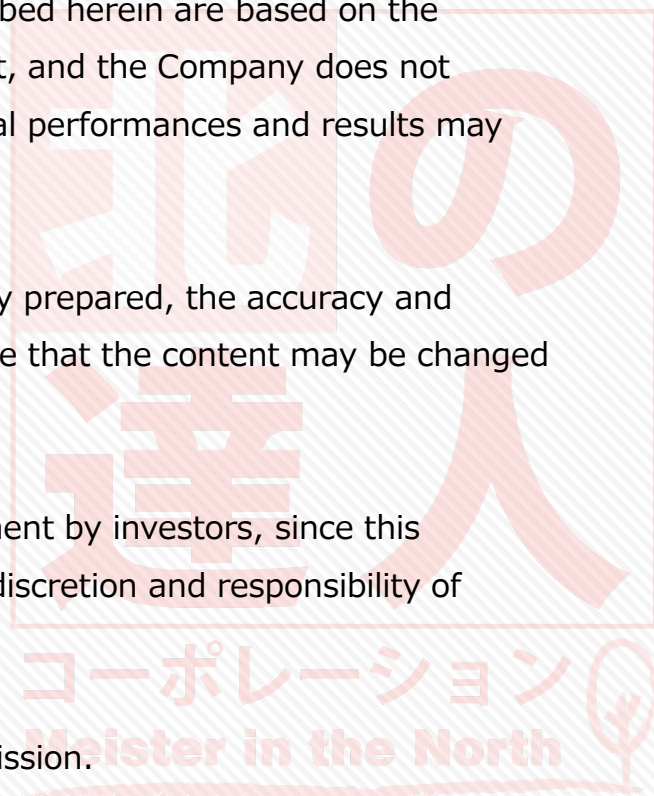 bed herein are based on the
t, and the Company does not
al performances and results may
北の
y prepared, the accuracy and
e that the content may be changed
達人
nent by investors, since this
discretion and responsibility of
コーポレーション
Meister in the North
ission.